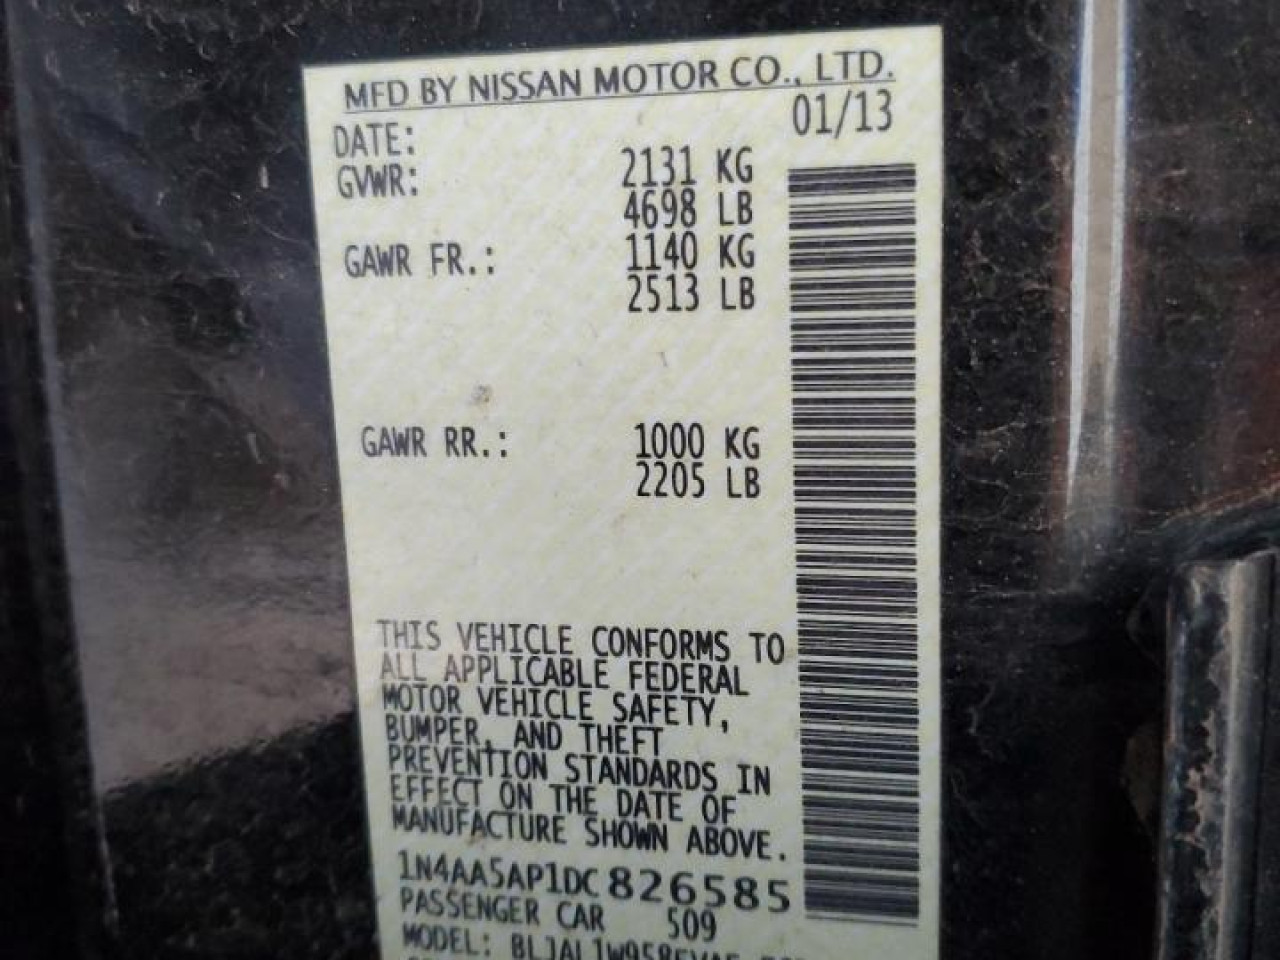 MFD BY NISSAN MOTOR CO., LTD.
DATE: 01/13
GVWR: 2131 KG
4698 LB
GAWR FR.: 1140 KG
2513 LB
GAWR RR.: 1000 KG
2205 LB
THIS VEHICLE CONFORMS TO
ALL APPLICABLE FEDERAL
MOTOR VEHICLE SAFETY,
BUMPER, AND THEFT
PREVENTION STANDARDS IN
EFFECT ON THE DATE OF
MANUFACTURE SHOWN ABOVE.
1N4AA5AP1DC826585
PASSENGER CAR 509
MODEL: